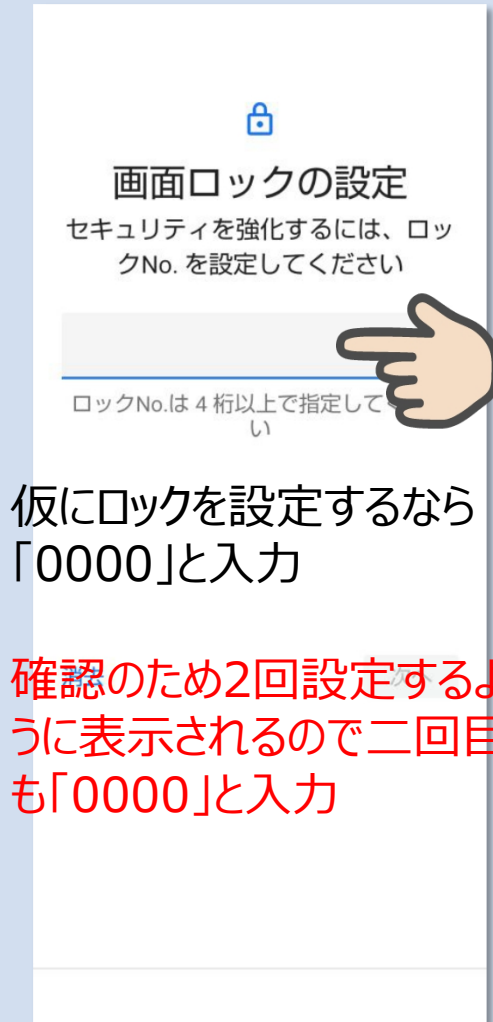 画面ロックの設定
セキュリティを強化するには、ロッ
クNo. を設定してください
ロックNo.は 4 桁以上で指定して
い
仮にロックを設定するなら
「0000」と入力
消去
確認のため2回設定するよ
うに表示されるので二回目
も「0000」と入力